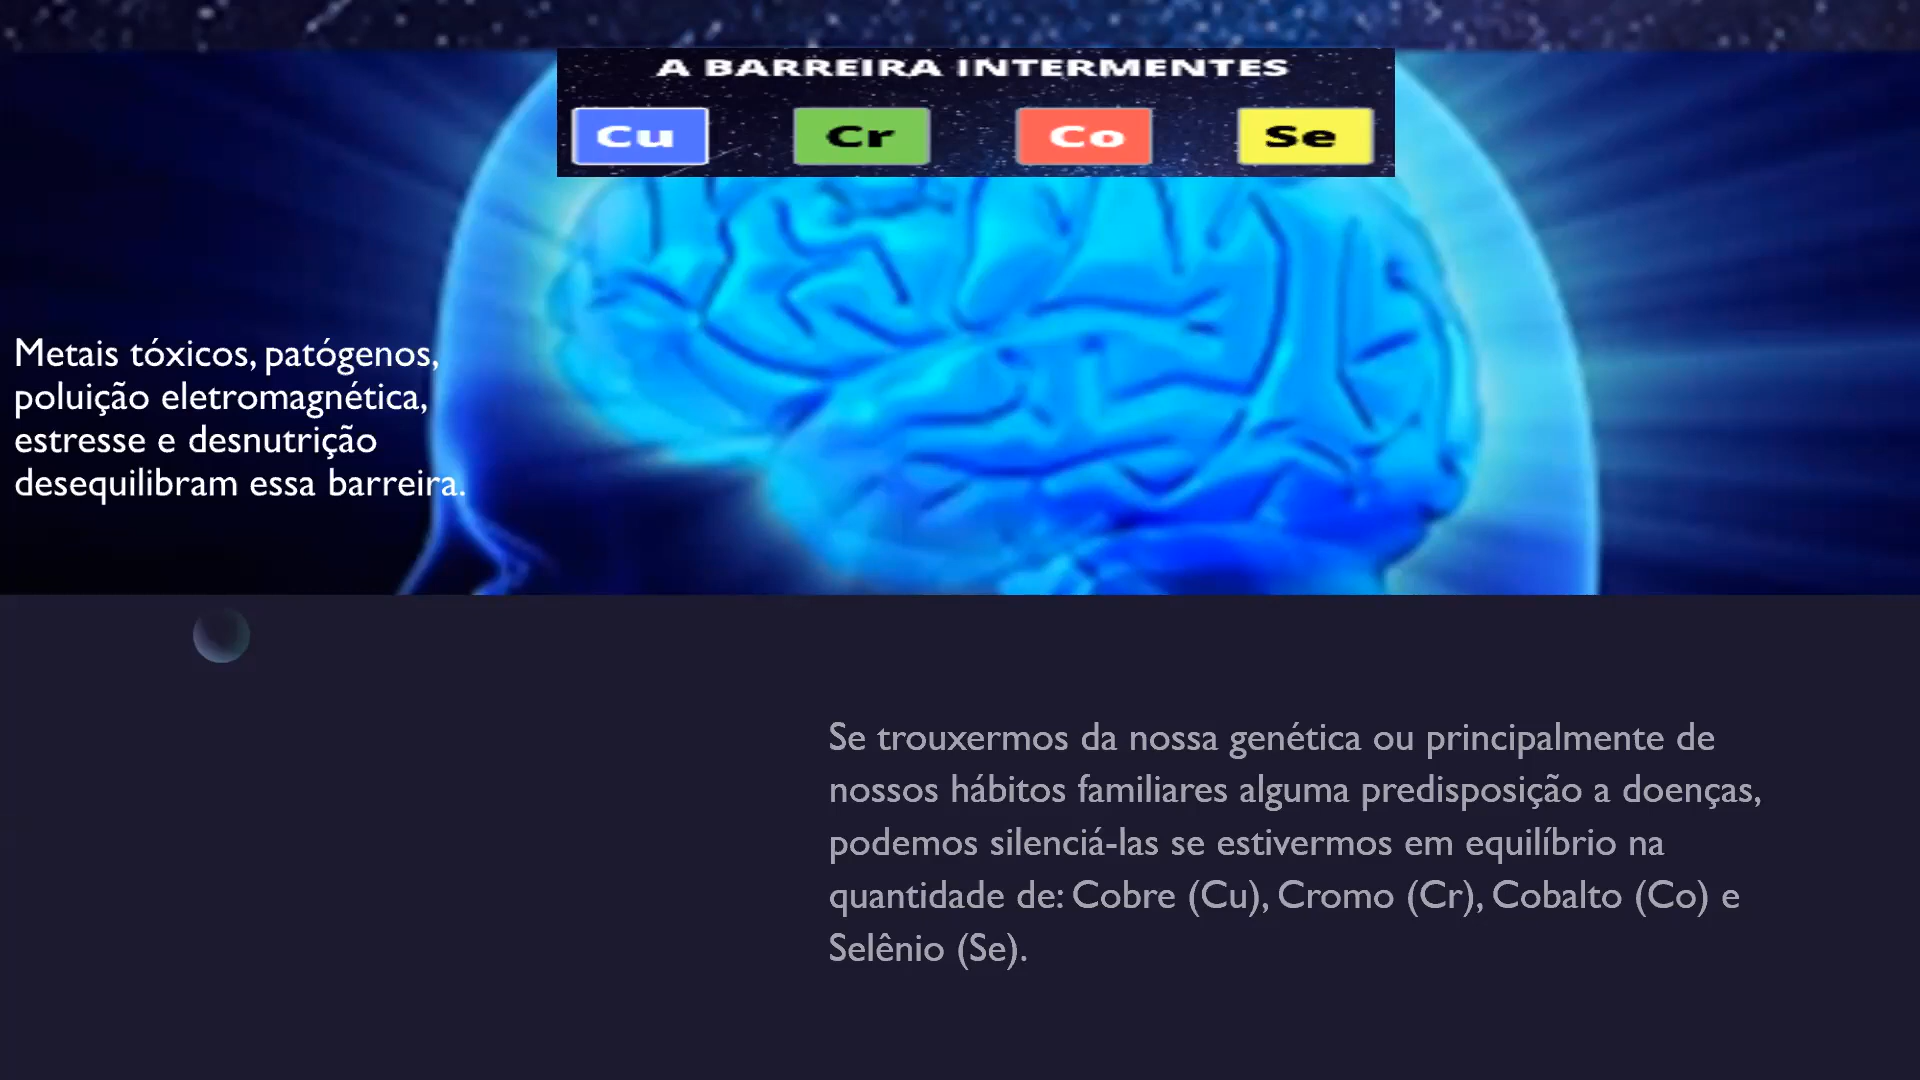 A BARREIRA INTERMENTES
Cu Cr Co Se
Metais tóxicos, patógenos,
poluição eletromagnética,
estresse e desnutrição
desequilibram essa barreira.
Se trouxermos da nossa genética ou principalmente de
nossos hábitos familiares alguma predisposição a doenças,
podemos silenciá-las se estivermos em equilíbrio na
quantidade de: Cobre (Cu), Cromo (Cr), Cobalto (Co) e
Selênio (Se).